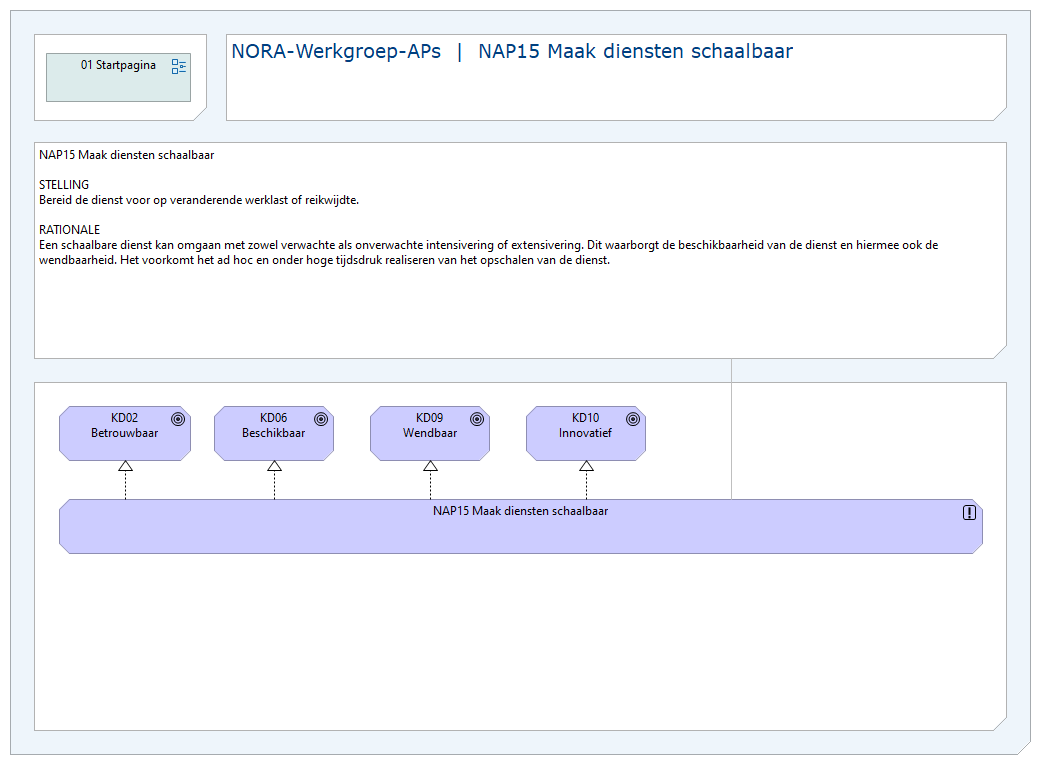 01 Startpagina
NORA-Werkgroep-APs | NAP15 Maak diensten schaalbaar
NAP15 Maak diensten schaalbaar
STELLING
Bereid de dienst voor op veranderende werklast of reikwijdte.
RATIONALE
Een schaalbare dienst kan omgaan met zowel verwachte als onverwachte intensivering of extensivering. Dit waarborgt de beschikbaarheid van de dienst en hiermee ook de
wendbaarheid. Het voorkomt het ad hoc en onder hoge tijdsdruk realiseren van het opschalen van de dienst.
KD02
Betrouwbaar
KD06
Beschikbaar
KD09
Wendbaar
KD10
Innovatief
NAP15 Maak diensten schaalbaar